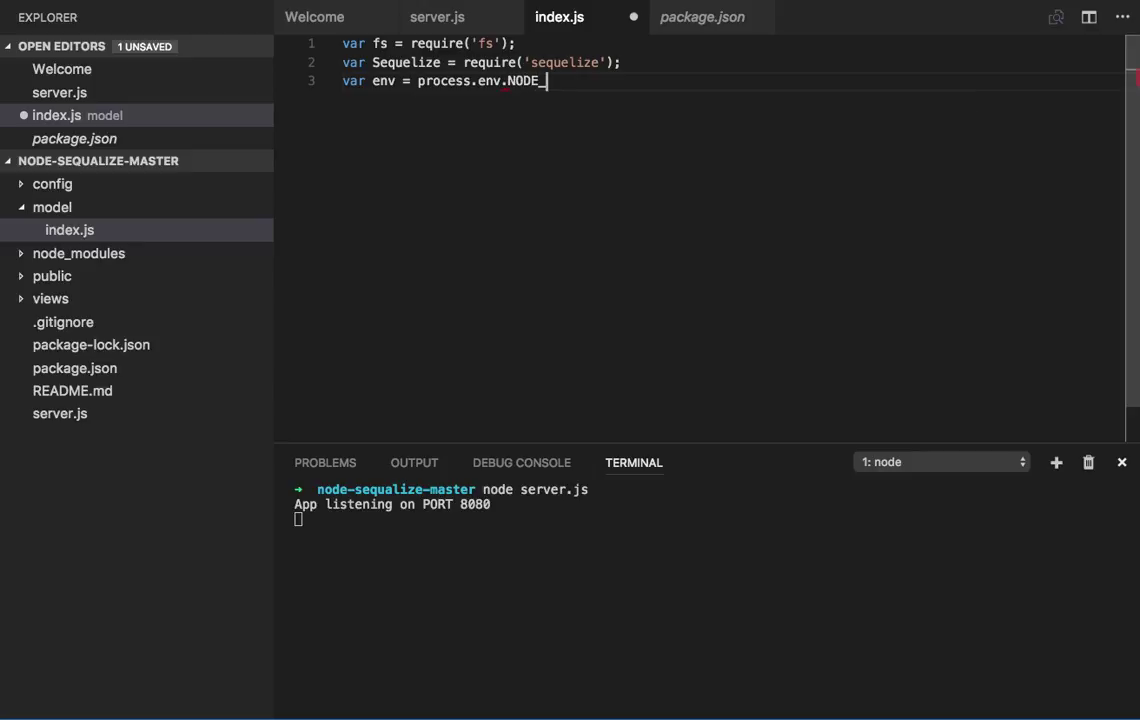 EXPLORER
OPEN EDITORS 1 UNSAVED
Welcome
server.js
index.js model
package.json
NODE-SEQUALIZE-MASTER
config
model
index.js
node_modules
public
views
.gitignore
package-lock.json
package.json
README.md
server.js
Welcome server.js index.js package.json
1 var fs = require('fs');
2 var Sequelize = require('sequelize');
3 var env = process.env.NODE_
PROBLEMS OUTPUT DEBUG CONSOLE TERMINAL 1: node
→ node-sequalize-master node server.js
App listening on PORT 8080